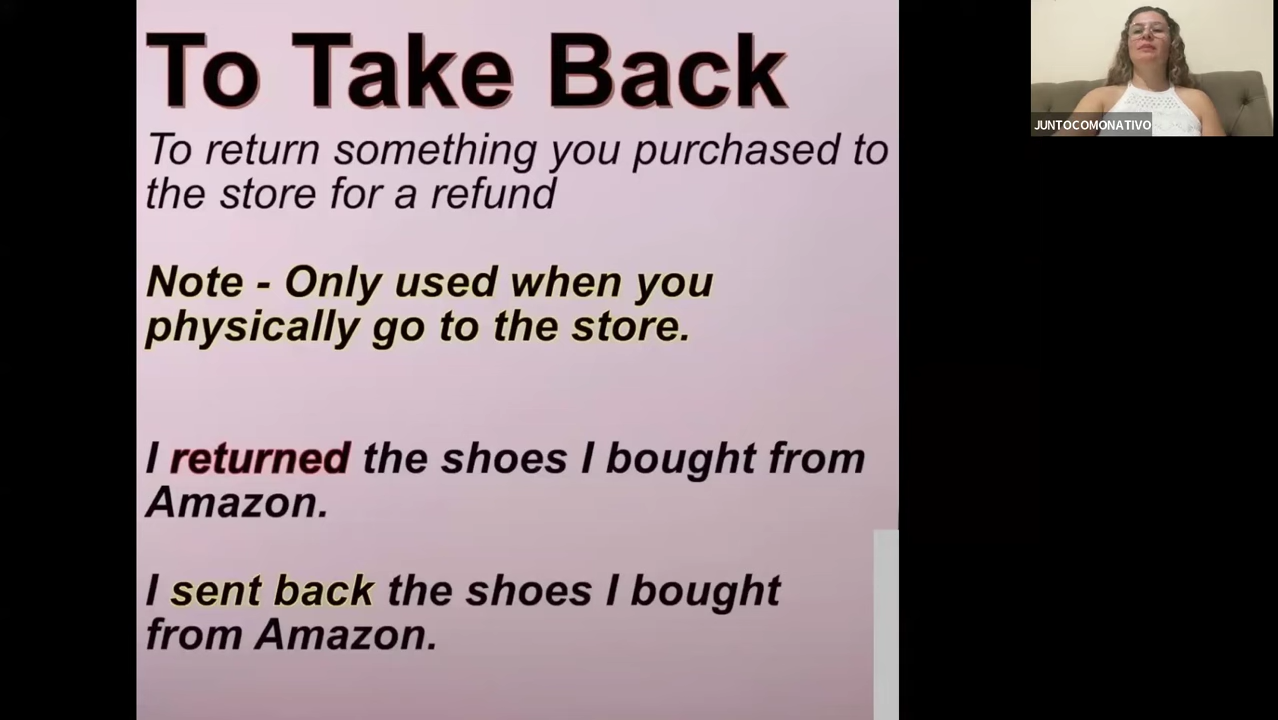 To Take Back
To return something you purchased to
the store for a refund
Note - Only used when you
physically go to the store.
I returned the shoes I bought from
Amazon.
I sent back the shoes I bought
from Amazon.
JUNTOCOMONATIVO